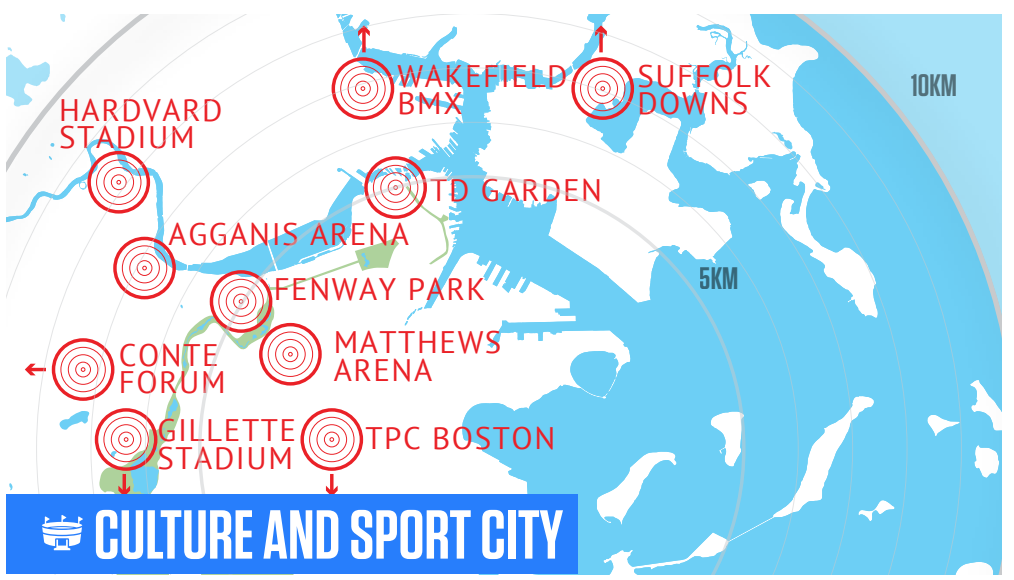 WAKEFIELD
BMX
SUFFOLK
DOWNS
10KM
HARDVARD
STADIUM
TD GARDEN
AGGANIS ARENA
5KM
FENWAY PARK
MATTHEWS
ARENA
CONTE
FORUM
GILLETTE
STADIUM
TPC BOSTON
CULTURE AND SPORT CITY